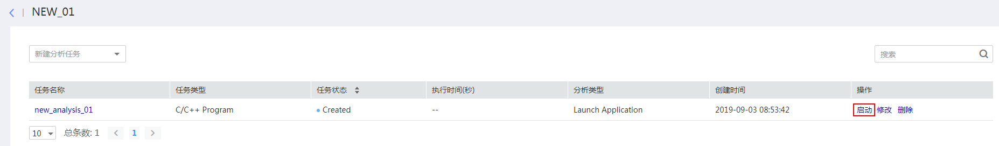 NEW_01
新建分析任务
搜索
任务名称 任务类型 任务状态 执行时间(秒) 分析类型 创建时间 操作
new_analysis_01 C/C++ Program Created -- Launch Application 2019-09-03 08:53:42 启动 修改 删除
10 总条数: 1 1